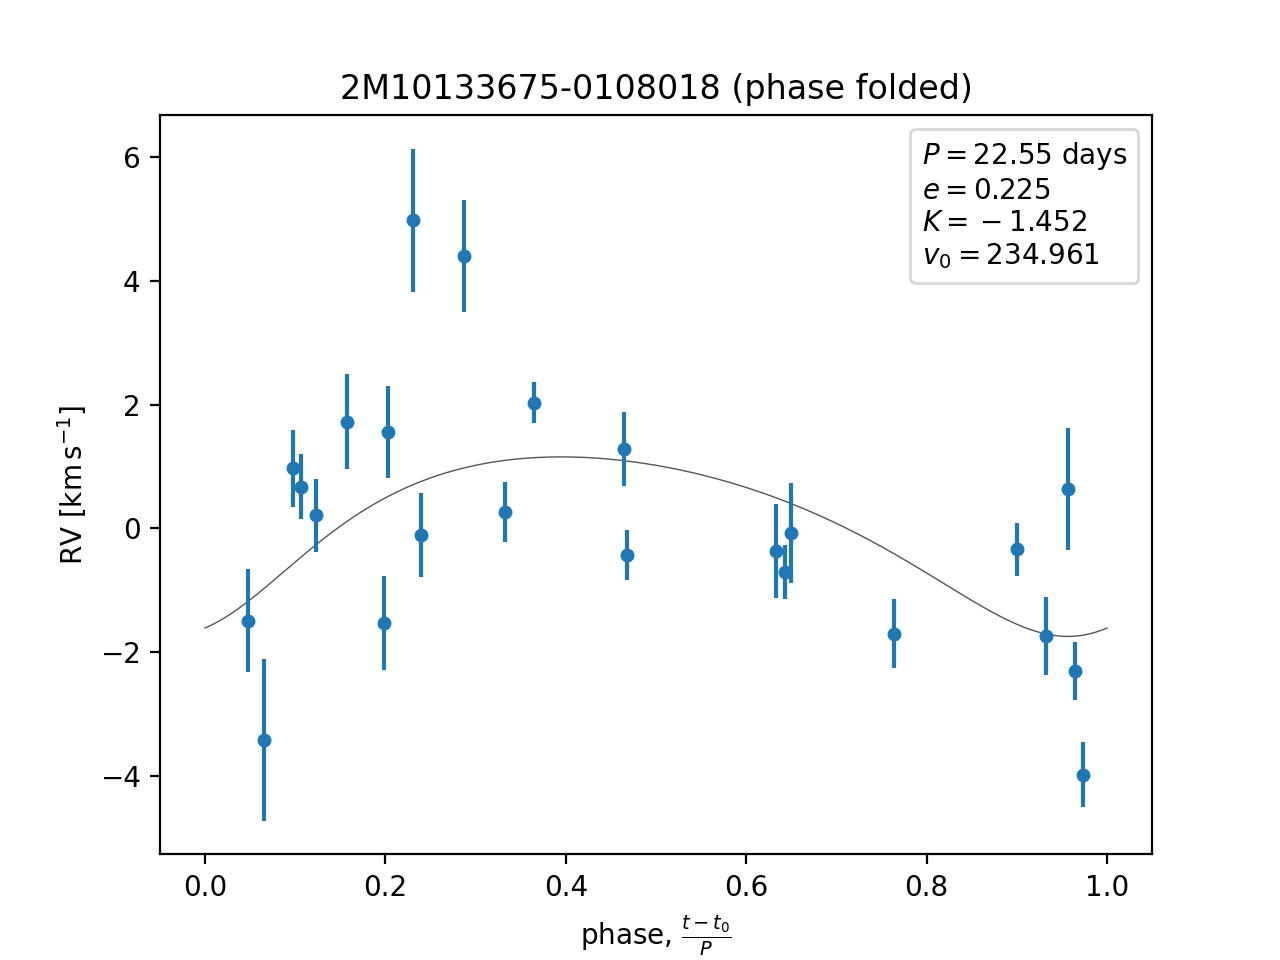 2M10133675-0108018 (phase folded)
P = 22.55 days
e = 0.225
K = −1.452
v₀ = 234.961
6
4
2
0
−2
−4
RV [km s⁻¹]
0.0 0.2 0.4 0.6 0.8 1.0
phase, (t − t₀)/P